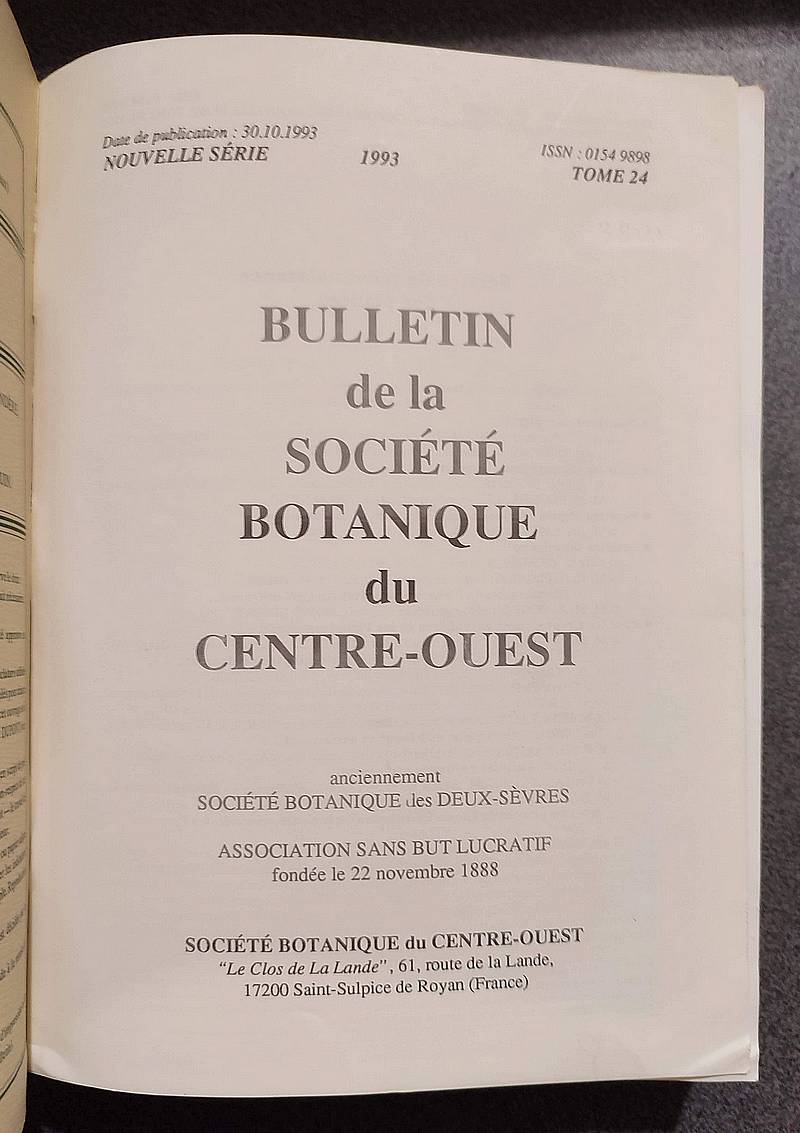 Date de publication : 30.10.1993
NOUVELLE SÉRIE 1993 ISSN : 0154 9898
TOME 24
BULLETIN
de la
SOCIÉTÉ
BOTANIQUE
du
CENTRE-OUEST
anciennement
SOCIÉTÉ BOTANIQUE des DEUX-SÈVRES
ASSOCIATION SANS BUT LUCRATIF
fondée le 22 novembre 1888
SOCIÉTÉ BOTANIQUE du CENTRE-OUEST
“Le Clos de La Lande”, 61, route de la Lande,
17200 Saint-Sulpice de Royan (France)